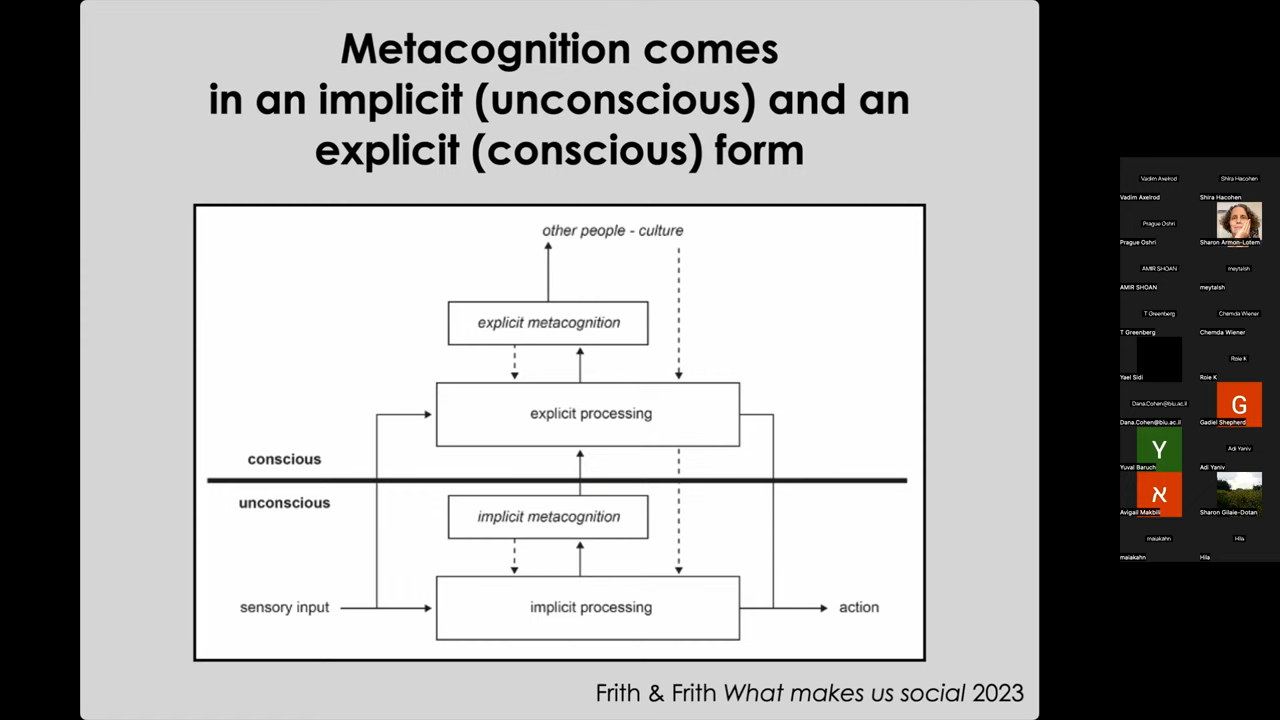 Metacognition comes
in an implicit (unconscious) and an
explicit (conscious) form
other people - culture
explicit metacognition
explicit processing
conscious
unconscious
implicit metacognition
sensory input
implicit processing
action
Frith & Frith What makes us social 2023
Vadim Axelrod
Shira Hacohen
Vadim Axelrod
Shira Hacohen
Prague Oshri
Prague Oshri
Sharon Armon-Lotem
AMIR SHOAN
meytalsh
AMIR SHOAN
meytalsh
T Greenberg
Chemda Wiener
T Greenberg
Chemda Wiener
Roie K
Yael Sidi
Roie K
Dana.Cohen@biu.ac.il
G
Dana.Cohen@biu.ac.il
Gadiel Shepherd
Y
Adi Yaniv
Yuval Baruch
Adi Yaniv
א
Avigail Makbili
Sharon Gilaie-Dotan
maiakahn
Hila
maiakahn
Hila